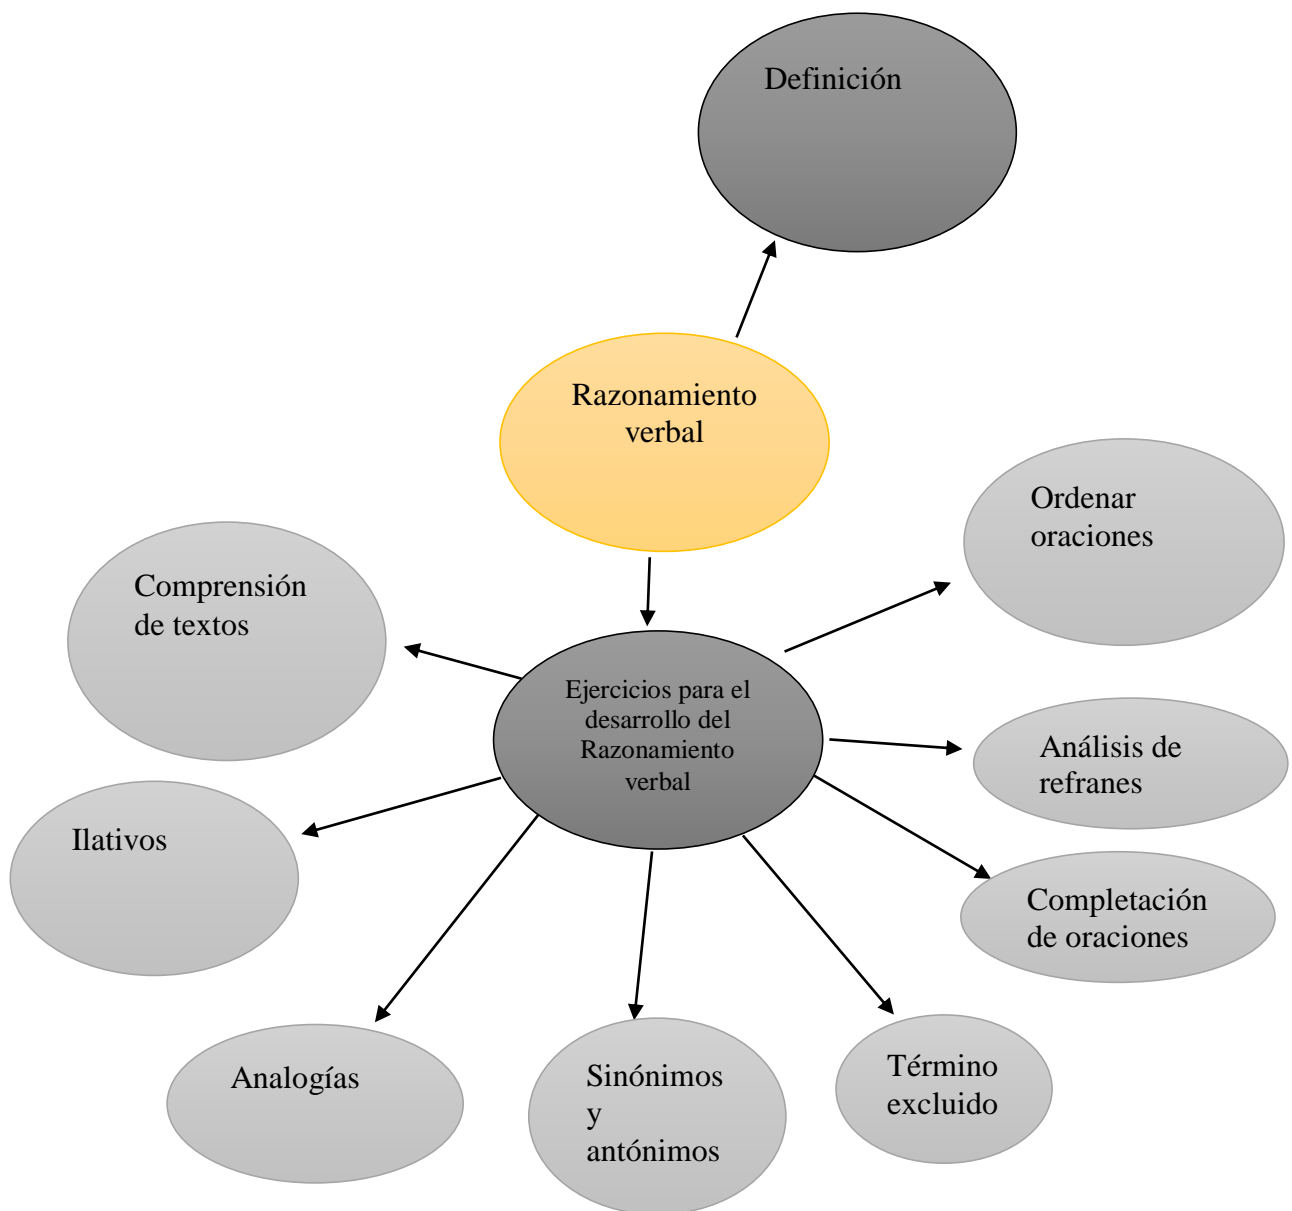 Definición
Razonamiento
verbal
Ordenar
oraciones
Comprensión
de textos
Ejercicios para el
desarrollo del
Razonamiento
verbal
Análisis de
refranes
Ilativos
Completación
de oraciones
Analogías
Sinónimos
y
antónimos
Término
excluido